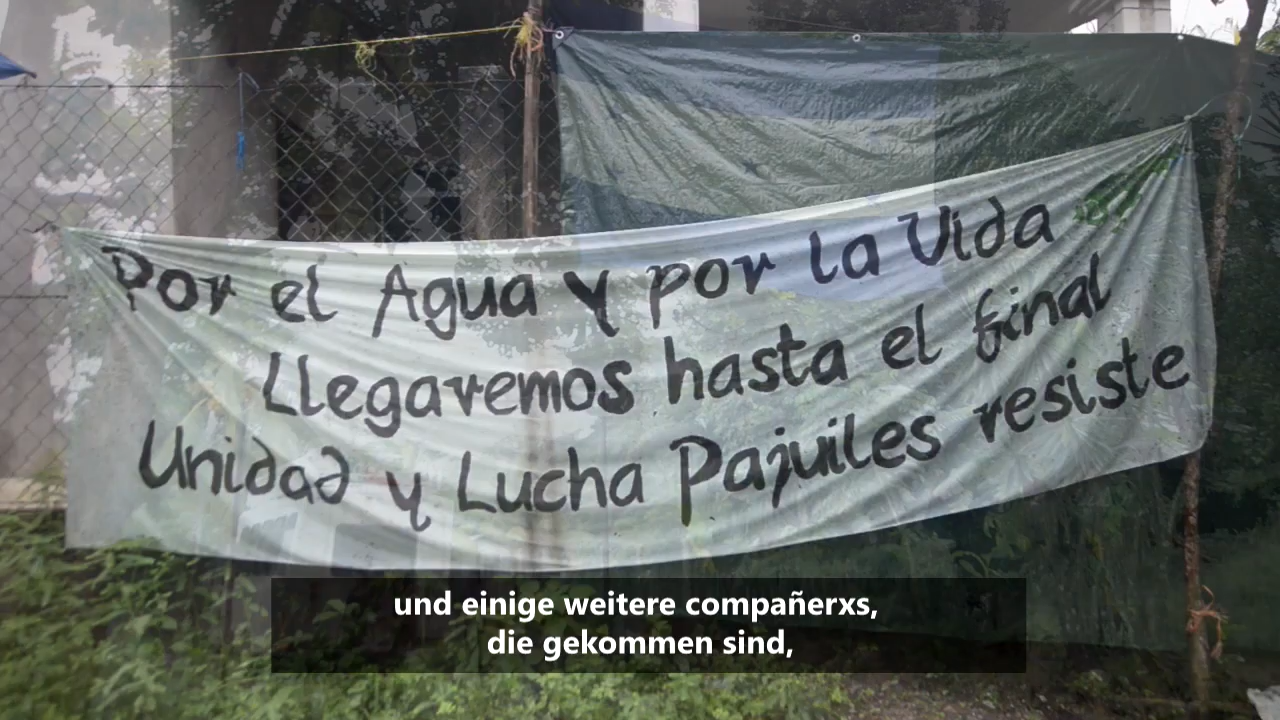 Por el Agua y por la Vida
Llegaremos hasta el final
Unidad y Lucha Pajuiles resiste
und einige weitere compañerxs,
die gekommen sind,